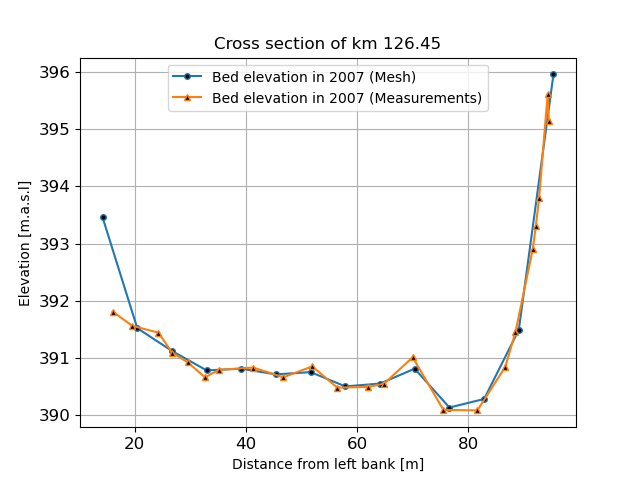 Cross section of km 126.45
Bed elevation in 2007 (Mesh)
Bed elevation in 2007 (Measurements)
396
395
394
393
392
391
390
Elevation [m.a.s.l]
20
40
60
80
Distance from left bank [m]